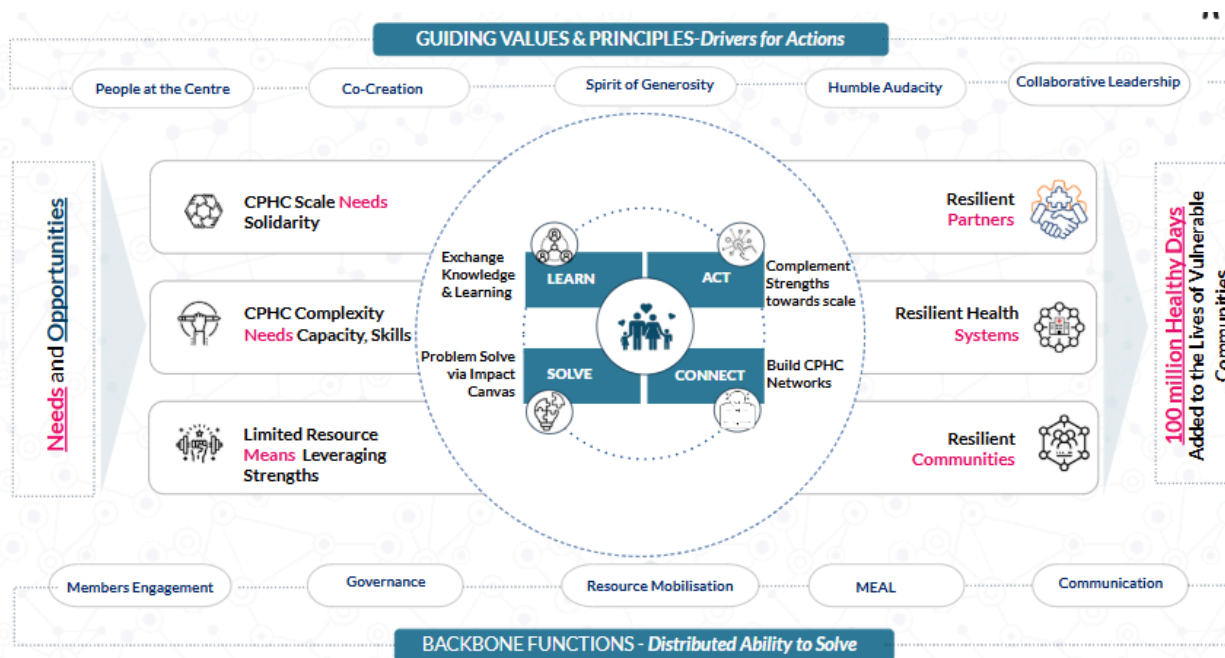 GUIDING VALUES & PRINCIPLES-Drivers for Actions
People at the Centre
Co-Creation
Spirit of Generosity
Humble Audacity
Collaborative Leadership
Needs and Opportunities
CPHC Scale Needs
Solidarity
CPHC Complexity
Needs Capacity, Skills
Limited Resource
Means Leveraging
Strengths
Exchange
Knowledge
& Learning
LEARN
ACT
Complement
Strengths
towards scale
Problem Solve
via Impact
Canvas
SOLVE
CONNECT
Build CPHC
Networks
Resilient
Partners
Resilient Health
Systems
Resilient
Communities
100 million Healthy Days
Added to the Lives of Vulnerable
Communities
Members Engagement
Governance
Resource Mobilisation
MEAL
Communication
BACKBONE FUNCTIONS - Distributed Ability to Solve